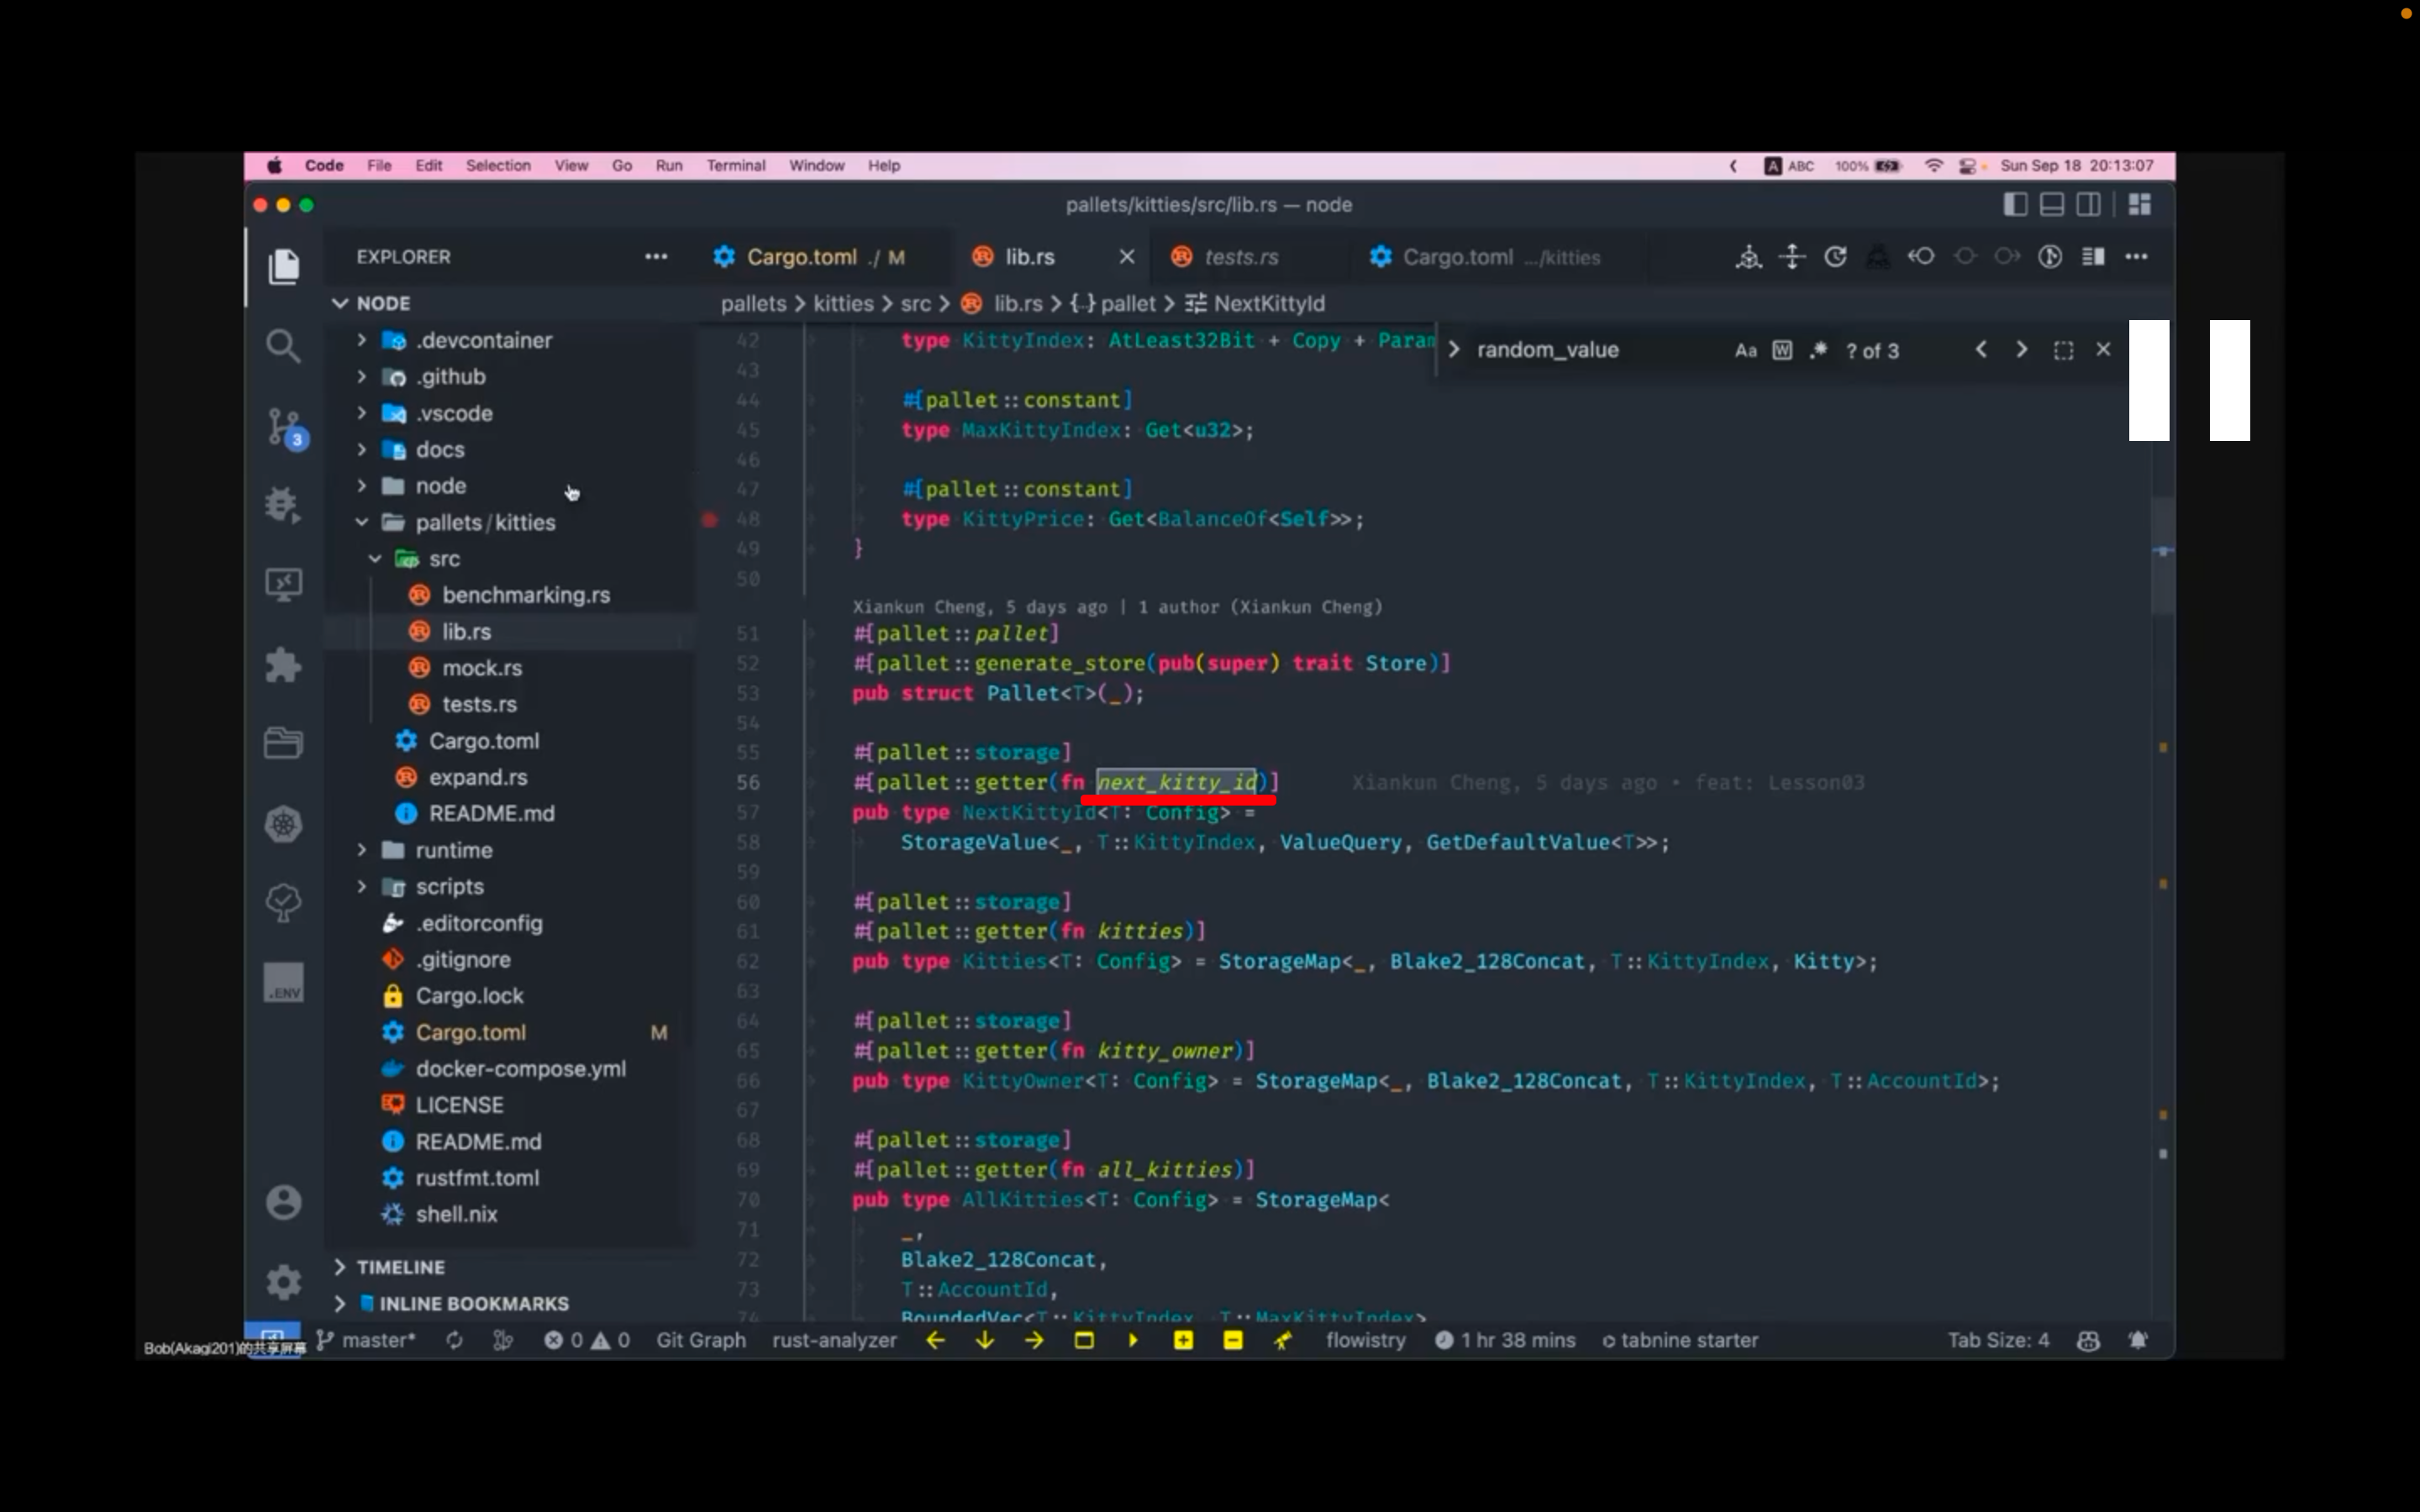 Code File Edit Selection View Go Run Terminal Window Help
A ABC 100% Sun Sep 18 20:13:07
pallets/kitties/src/lib.rs — node
EXPLORER
Cargo.toml ./ M
lib.rs
tests.rs
Cargo.toml .../kitties
NODE
pallets > kitties > src > lib.rs > {} pallet > NextKittyId
random_value
Aa
? of 3
.devcontainer
.github
.vscode
docs
node
pallets / kitties
src
benchmarking.rs
lib.rs
mock.rs
tests.rs
Cargo.toml
expand.rs
README.md
runtime
scripts
.editorconfig
.gitignore
Cargo.lock
Cargo.toml M
docker-compose.yml
LICENSE
README.md
rustfmt.toml
shell.nix
TIMELINE
INLINE BOOKMARKS
3
.ENV
42 type KittyIndex: AtLeast32Bit + Copy + Param
43
44 #[pallet::constant]
45 type MaxKittyIndex: Get<u32>;
46
47 #[pallet::constant]
48 type KittyPrice: Get<BalanceOf<Self>>;
49 }
50
Xiankun Cheng, 5 days ago | 1 author (Xiankun Cheng)
51 #[pallet::pallet]
52 #[pallet::generate_store(pub(super) trait Store)]
53 pub struct Pallet<T>(_);
54
55 #[pallet::storage]
56 #[pallet::getter(fn next_kitty_id)] Xiankun Cheng, 5 days ago • feat: Lesson03
57 pub type NextKittyId<T: Config> =
58 StorageValue<_, T::KittyIndex, ValueQuery, GetDefaultValue<T>>;
59
60 #[pallet::storage]
61 #[pallet::getter(fn kitties)]
62 pub type Kitties<T: Config> = StorageMap<_, Blake2_128Concat, T::KittyIndex, Kitty>;
63
64 #[pallet::storage]
65 #[pallet::getter(fn kitty_owner)]
66 pub type KittyOwner<T: Config> = StorageMap<_, Blake2_128Concat, T::KittyIndex, T::AccountId>;
67
68 #[pallet::storage]
69 #[pallet::getter(fn all_kitties)]
70 pub type AllKitties<T: Config> = StorageMap<
71 _,
72 Blake2_128Concat,
73 T::AccountId,
74 BoundedVec<T::KittyIndex, T::MaxKittyIndex>
Bob(Akagi201)的共享屏幕
master* 0 0 Git Graph rust-analyzer flowistry 1 hr 38 mins tabnine starter Tab Size: 4